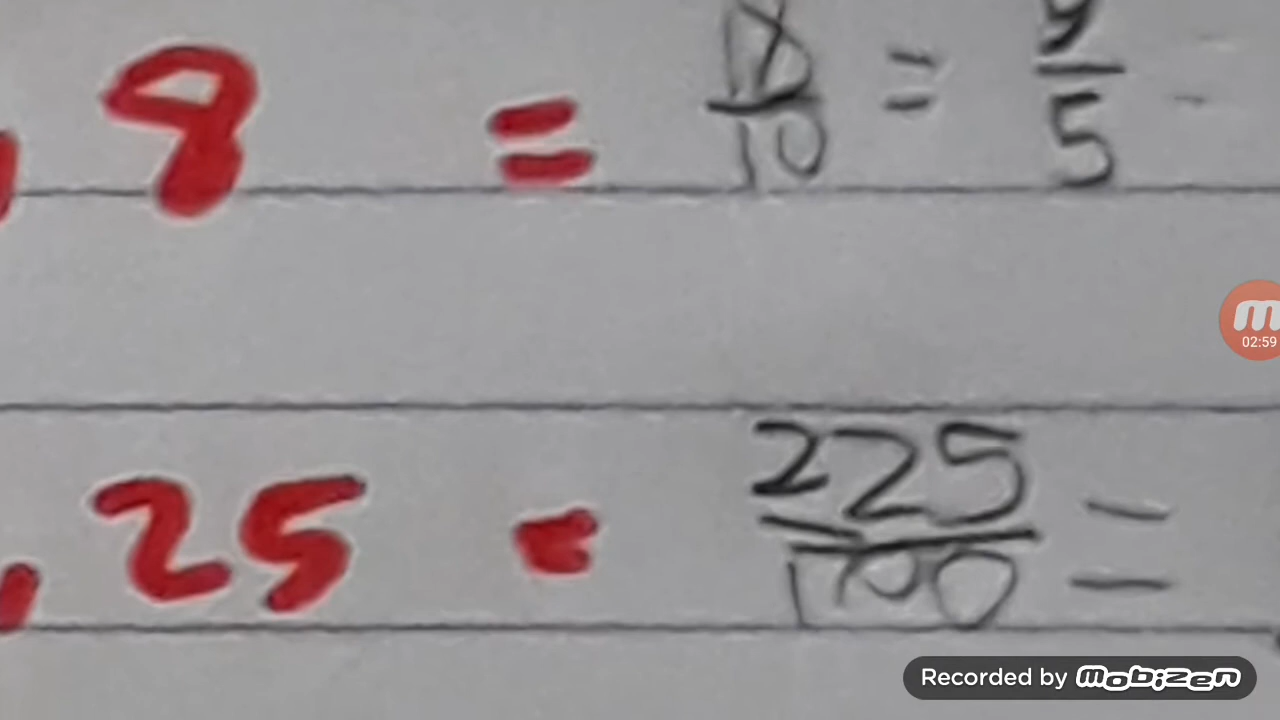 , 8 = 18/10 = 9/5 -
02:59
, 25 = 225/100 =
Recorded by mobizen